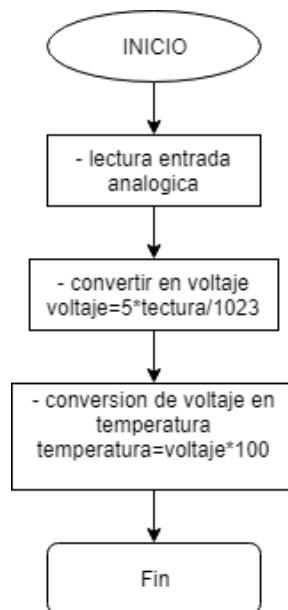 INICIO
- lectura entrada
analogica
- convertir en voltaje
voltaje=5*tectura/1023
- conversion de voltaje en
temperatura
temperatura=voltaje*100
Fin